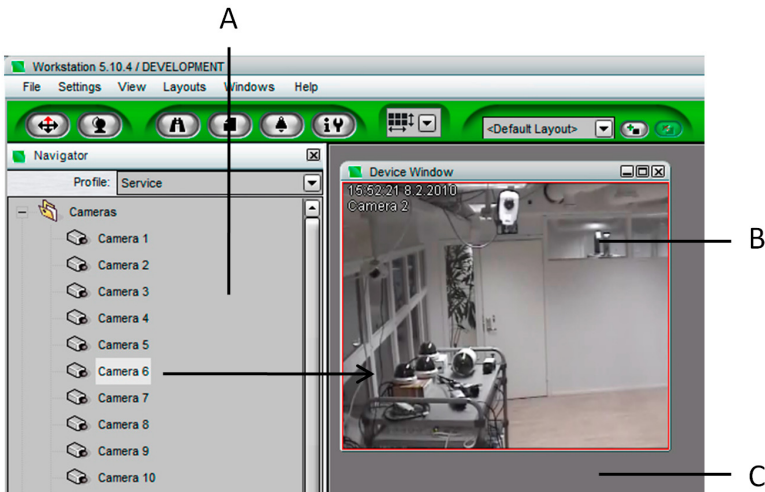 A
Workstation 5.10.4 / DEVELOPMENT
File Settings View Layouts Windows Help
<Default Layout>
Navigator
Profile: Service
Cameras
Camera 1
Camera 2
Camera 3
Camera 4
Camera 5
Camera 6
Camera 7
Camera 8
Camera 9
Camera 10
Device Window
15:52:21 8.2.2010
Camera 2
B
C